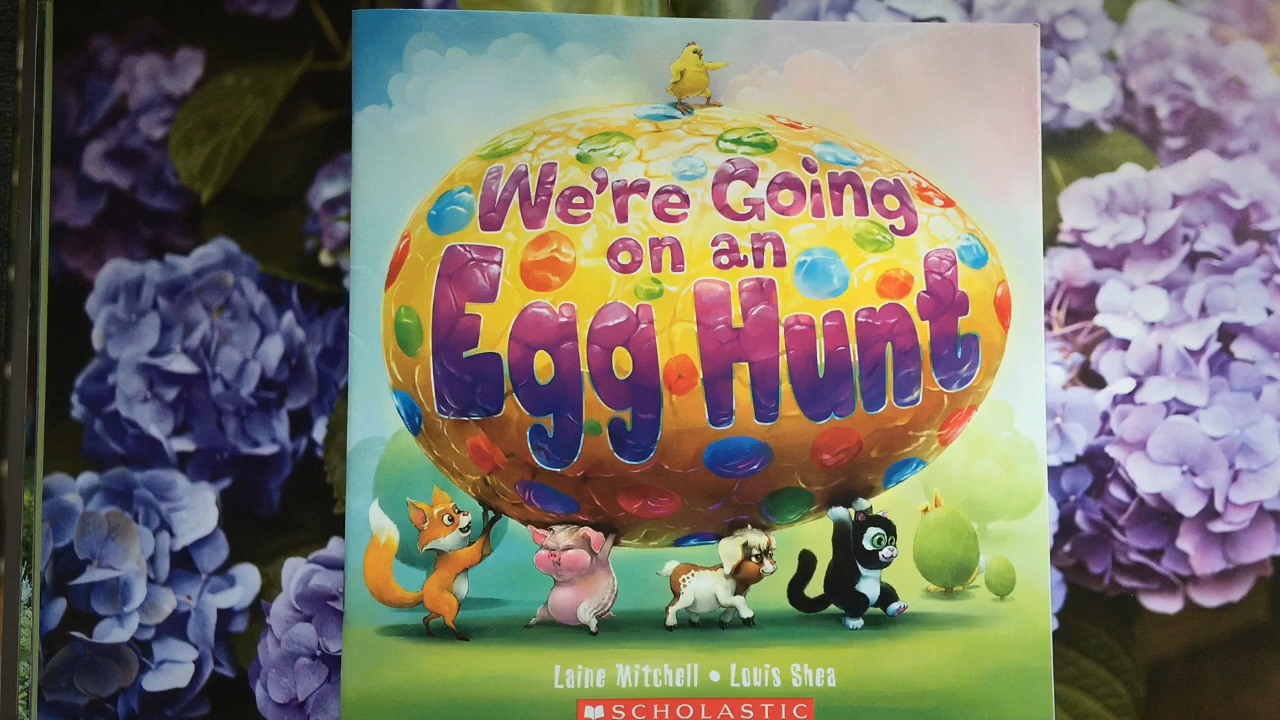 We're Going
on an
Egg Hunt
Laine Mitchell • Louis Shea
SCHOLASTIC